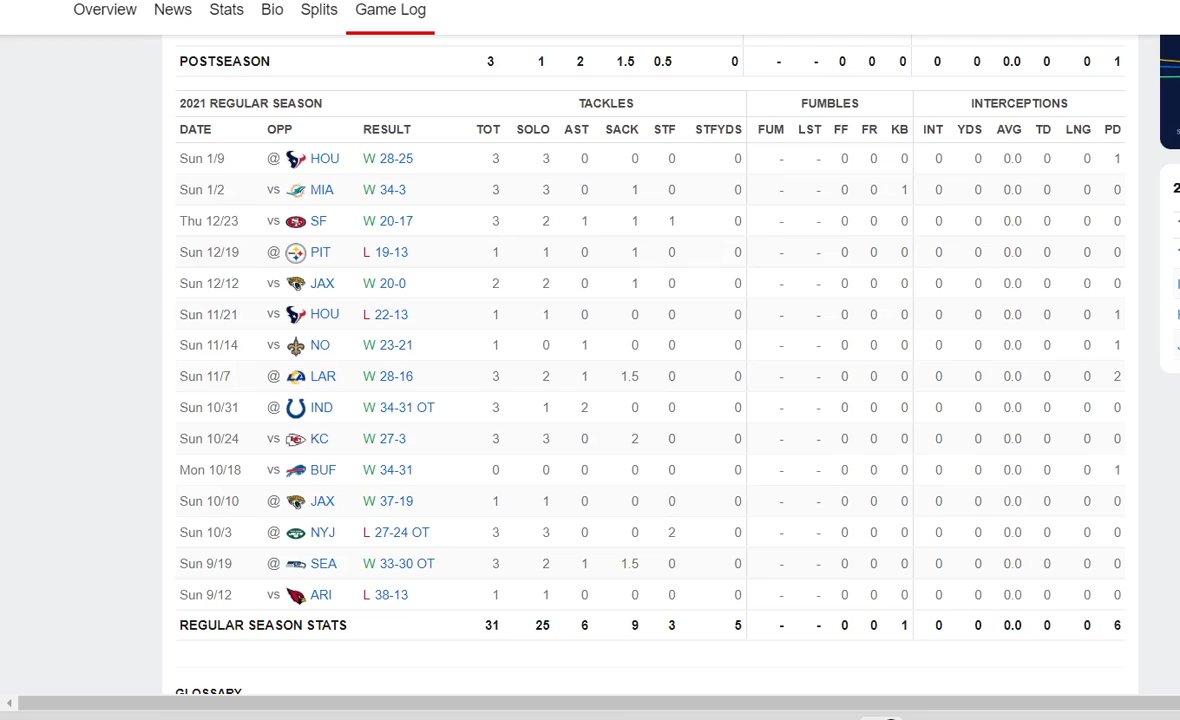 Overview News Stats Bio Splits Game Log
POSTSEASON 3 1 2 1.5 0.5 0 - - 0 0 0 0 0 0.0 0 0 1
2021 REGULAR SEASON TACKLES FUMBLES INTERCEPTIONS
DATE OPP RESULT TOT SOLO AST SACK STF STFYDS FUM LST FF FR KB INT YDS AVG TD LNG PD
Sun 1/9 @ HOU W 28-25 3 3 0 0 0 0 - - 0 0 0 0 0 0.0 0 0 1
Sun 1/2 vs MIA W 34-3 3 3 0 1 0 0 - - 0 0 1 0 0 0.0 0 0 0
Thu 12/23 vs SF W 20-17 3 2 1 1 1 0 - - 0 0 0 0 0 0.0 0 0 0
Sun 12/19 @ PIT L 19-13 1 1 0 1 0 0 - - 0 0 0 0 0 0.0 0 0 0
Sun 12/12 vs JAX W 20-0 2 2 0 1 0 0 - - 0 0 0 0 0 0.0 0 0 0
Sun 11/21 vs HOU L 22-13 1 1 0 0 0 0 - - 0 0 0 0 0 0.0 0 0 1
Sun 11/14 vs NO W 23-21 1 0 1 0 0 0 - - 0 0 0 0 0 0.0 0 0 1
Sun 11/7 @ LAR W 28-16 3 2 1 1.5 0 0 - - 0 0 0 0 0 0.0 0 0 2
Sun 10/31 @ IND W 34-31 OT 3 1 2 0 0 0 - - 0 0 0 0 0 0.0 0 0 0
Sun 10/24 vs KC W 27-3 3 3 0 2 0 0 - - 0 0 0 0 0 0.0 0 0 0
Mon 10/18 vs BUF W 34-31 0 0 0 0 0 0 - - 0 0 0 0 0 0.0 0 0 1
Sun 10/10 @ JAX W 37-19 1 1 0 0 0 0 - - 0 0 0 0 0 0.0 0 0 0
Sun 10/3 @ NYJ L 27-24 OT 3 3 0 0 2 0 - - 0 0 0 0 0 0.0 0 0 0
Sun 9/19 @ SEA W 33-30 OT 3 2 1 1.5 0 0 - - 0 0 0 0 0 0.0 0 0 0
Sun 9/12 vs ARI L 38-13 1 1 0 0 0 0 - - 0 0 0 0 0 0.0 0 0 0
REGULAR SEASON STATS 31 25 6 9 3 5 - - 0 0 1 0 0 0.0 0 0 6
GLOSSARY